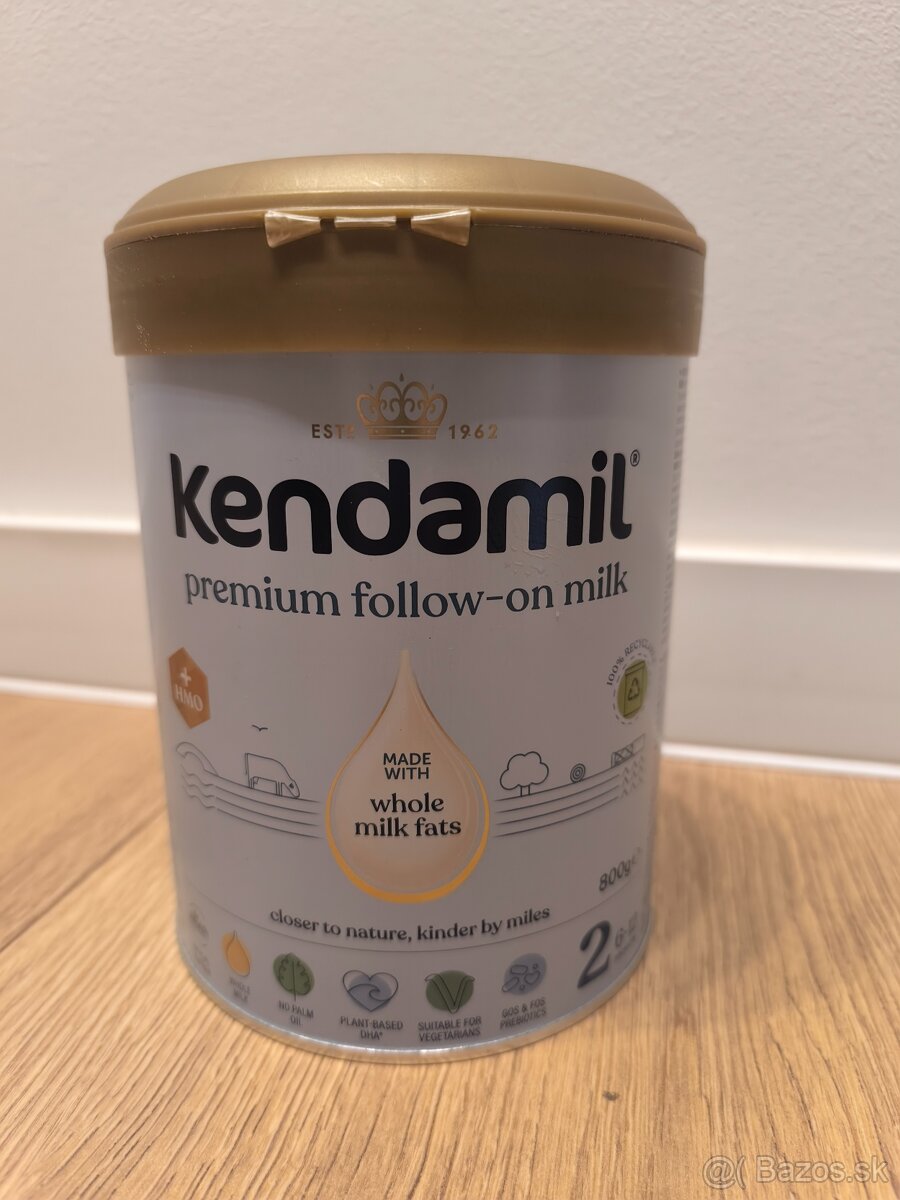 ESTD 1962
Kendamil®
premium follow-on milk
+
HMO
100% RECYCLABLE
MADE
WITH
whole
milk fats
800g e
closer to nature, kinder by miles
WHOLE
MILK
NO PALM
OIL
PLANT-BASED
DHA*
SUITABLE FOR
VEGETARIANS
GOS & FOS
PREBIOTICS
2
6-12
@( Bazos.sk